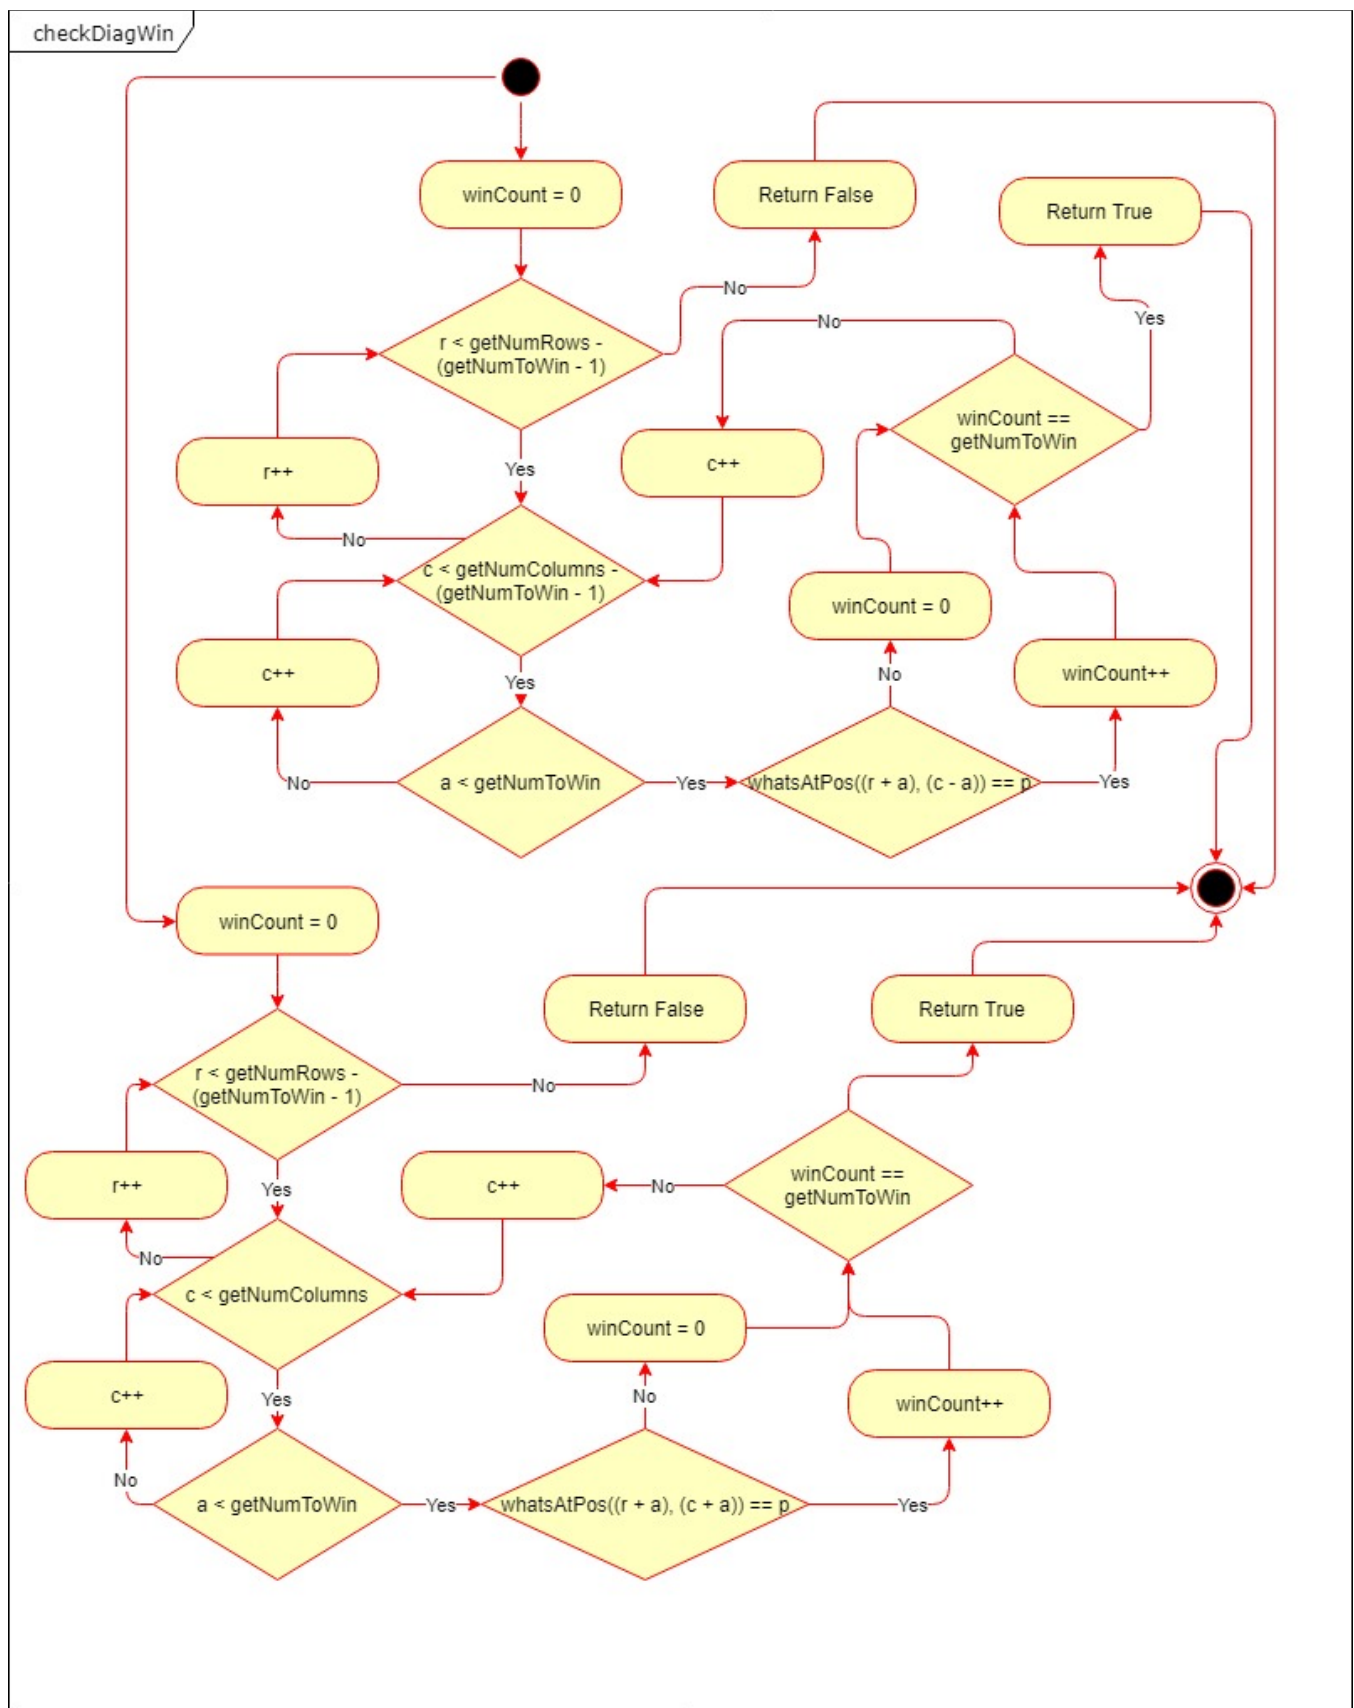 checkDiagWin
winCount = 0
Return False
Return True
No
No
Yes
r < getNumRows -
(getNumToWin - 1)
winCount ==
getNumToWin
r++
Yes
c++
No
c < getNumColumns -
(getNumToWin - 1)
winCount = 0
c++
Yes
No
winCount++
No
a < getNumToWin
Yes
whatsAtPos((r + a), (c - a)) == p
Yes
winCount = 0
Return False
Return True
r < getNumRows -
(getNumToWin - 1)
No
r++
Yes
c++
No
winCount ==
getNumToWin
No
c < getNumColumns
winCount = 0
c++
Yes
No
winCount++
No
a < getNumToWin
Yes
whatsAtPos((r + a), (c + a)) == p
Yes